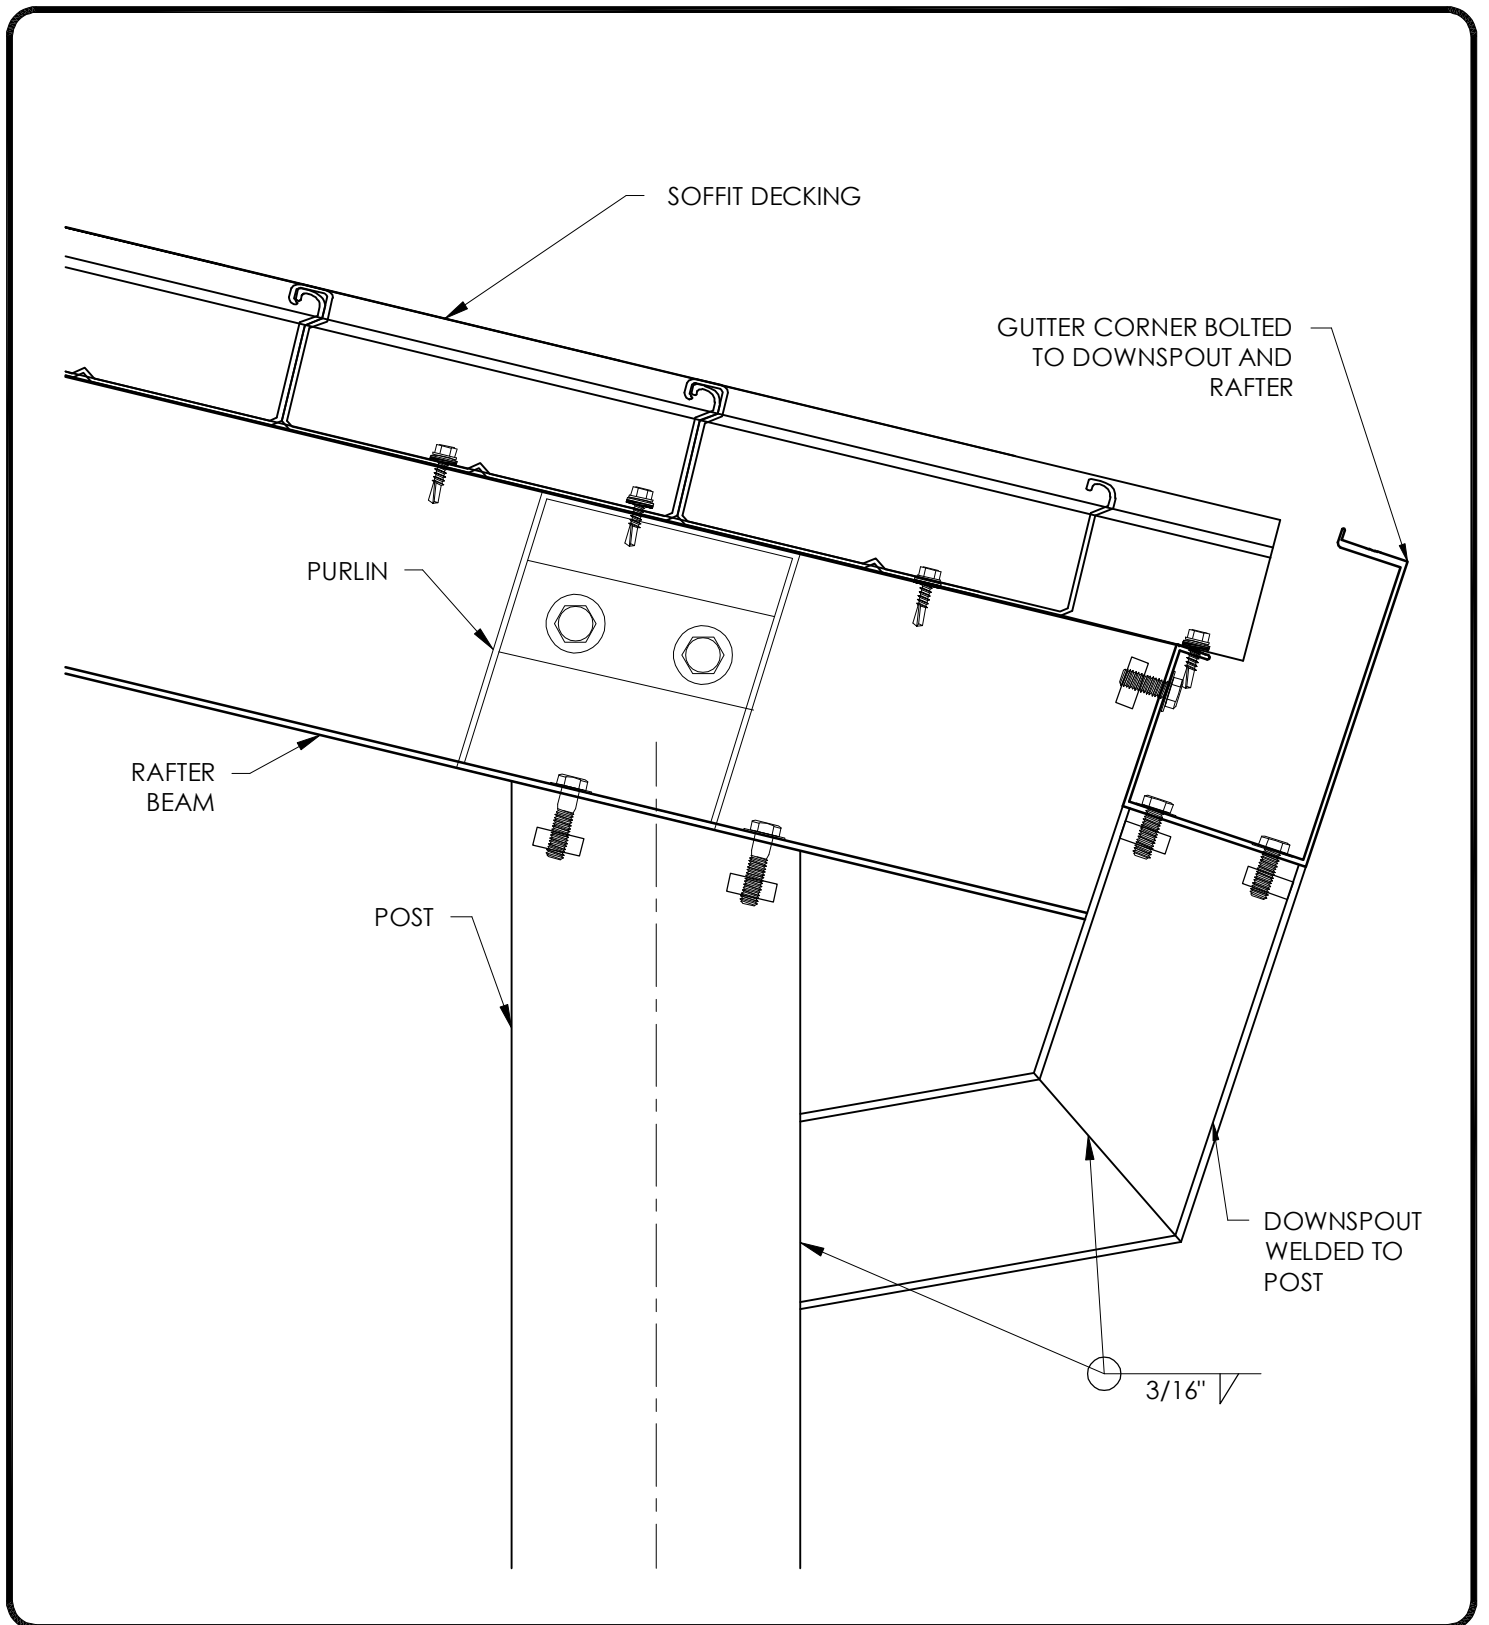 SOFFIT DECKING
GUTTER CORNER BOLTED
TO DOWNSPOUT AND
RAFTER
PURLIN
RAFTER
BEAM
POST
DOWNSPOUT
WELDED TO
POST
3/16"